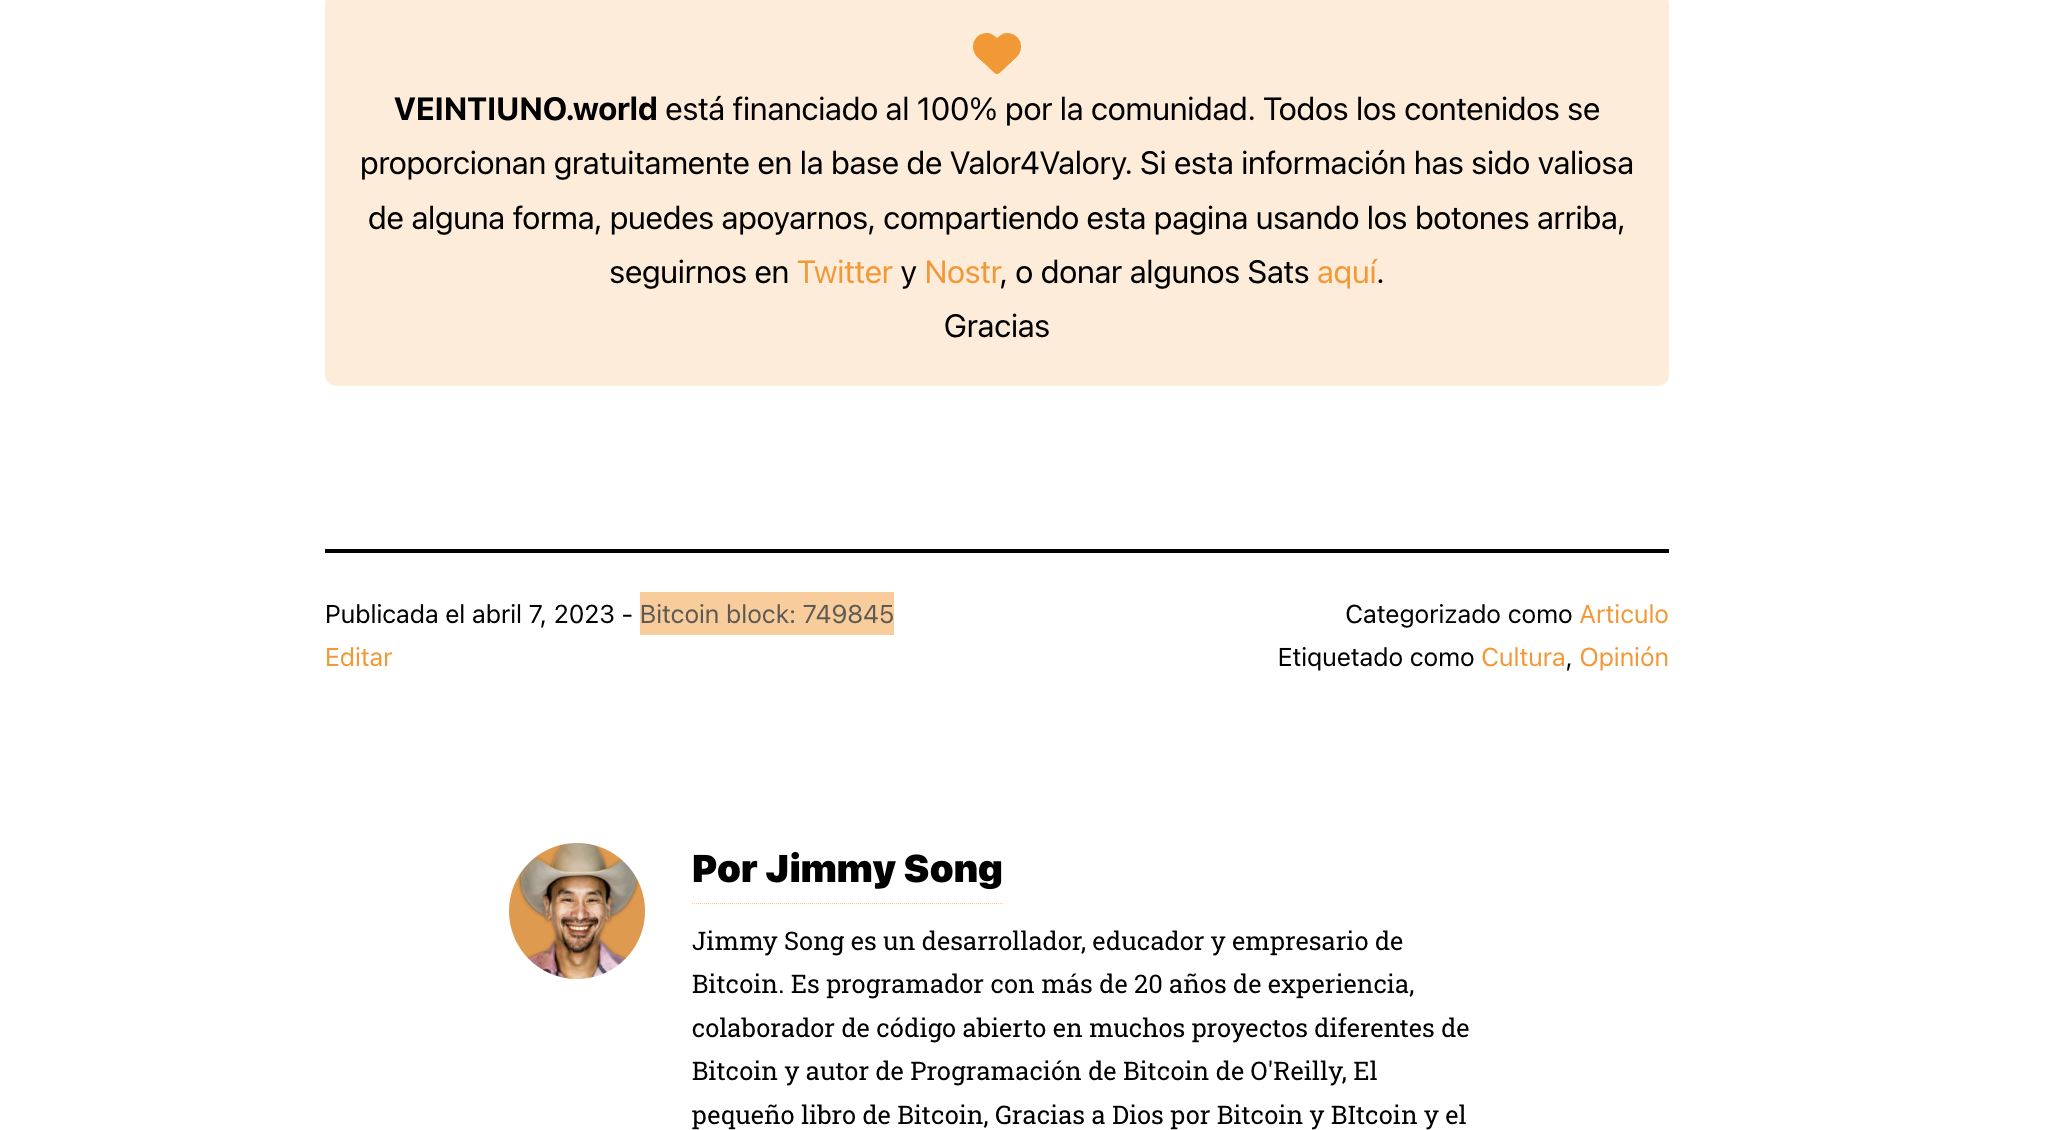 VEINTIUNO.world está financiado al 100% por la comunidad. Todos los contenidos se
proporcionan gratuitamente en la base de Valor4Valory. Si esta información has sido valiosa
de alguna forma, puedes apoyarnos, compartiendo esta pagina usando los botones arriba,
seguirnos en Twitter y Nostr, o donar algunos Sats aquí.
Gracias
Publicada el abril 7, 2023 - Bitcoin block: 749845
Editar
Categorizado como Articulo
Etiquetado como Cultura, Opinión
Por Jimmy Song
Jimmy Song es un desarrollador, educador y empresario de
Bitcoin. Es programador con más de 20 años de experiencia,
colaborador de código abierto en muchos proyectos diferentes de
Bitcoin y autor de Programación de Bitcoin de O'Reilly, El
pequeño libro de Bitcoin, Gracias a Dios por Bitcoin y BItcoin y el